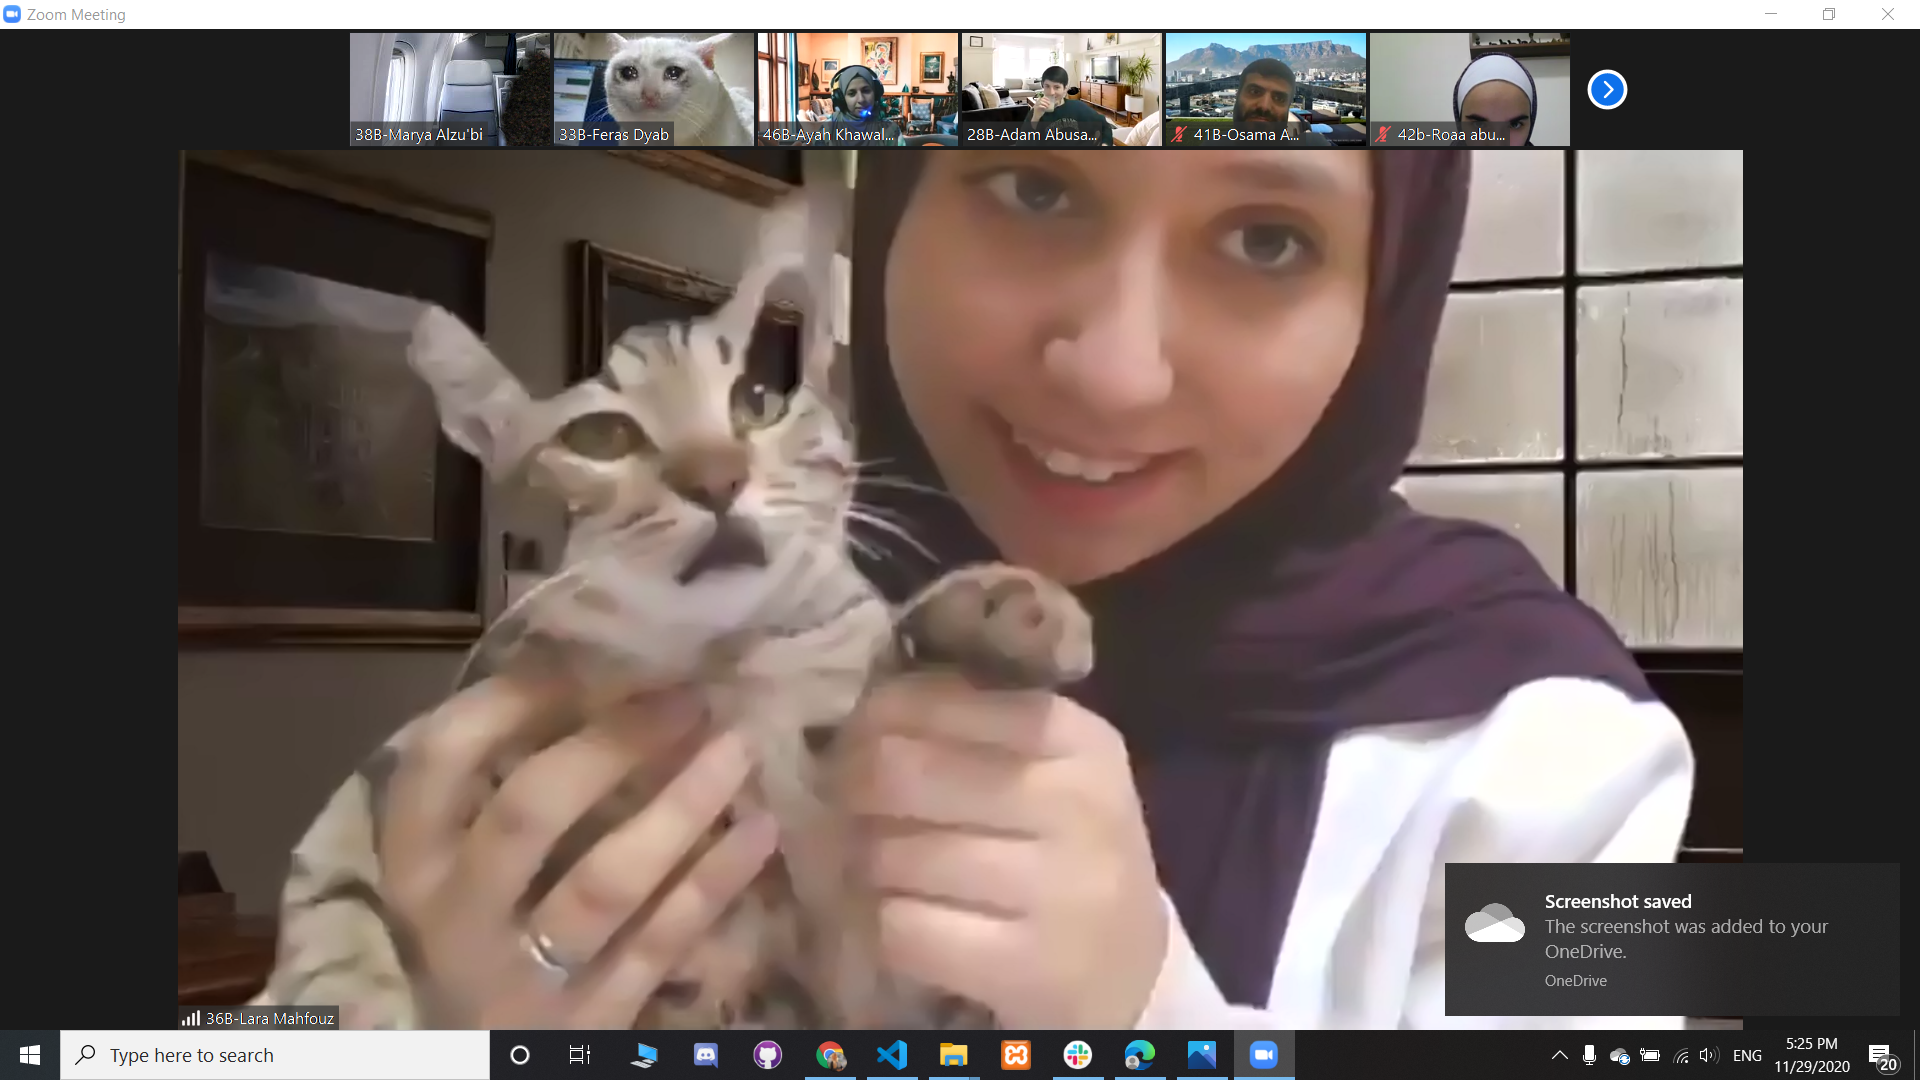 Zoom Meeting
38B-Marya Alzu'bi
33B-Feras Dyab
46B-Ayah Khawal...
28B-Adam Abusa...
41B-Osama A...
42b-Roaa abu...
36B-Lara Mahfouz
Screenshot saved
The screenshot was added to your
OneDrive.
OneDrive
Type here to search
ENG
5:25 PM
11/29/2020
20